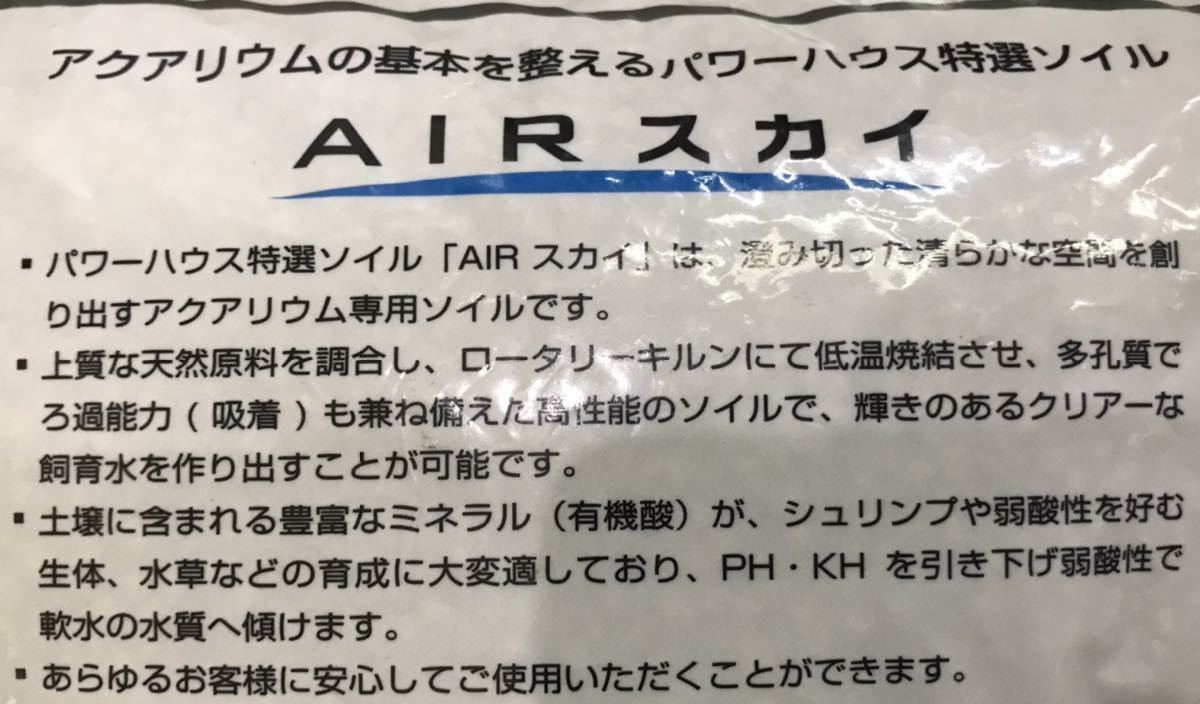 アクアリウムの基本を整えるパワーハウス特選ソイル
AIRスカイ
▪ パワーハウス特選ソイル「AIR スカイ」は、澄み切った清らかな空間を創
り出すアクアリウム専用ソイルです。
▪ 上質な天然原料を調合し、ロータリーキルンにて低温焼結させ、多孔質で
ろ過能力( 吸着 )も兼ね備えた高性能のソイルで、輝きのあるクリアーな
飼育水を作り出すことが可能です。
▪ 土壌に含まれる豊富なミネラル（有機酸）が、シュリンプや弱酸性を好む
生体、水草などの育成に大変適しており、PH・KH を引き下げ弱酸性で
軟水の水質へ傾けます。
▪ あらゆるお客様に安心してご使用いただくことができます。